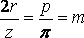 2r/z = p/π = m